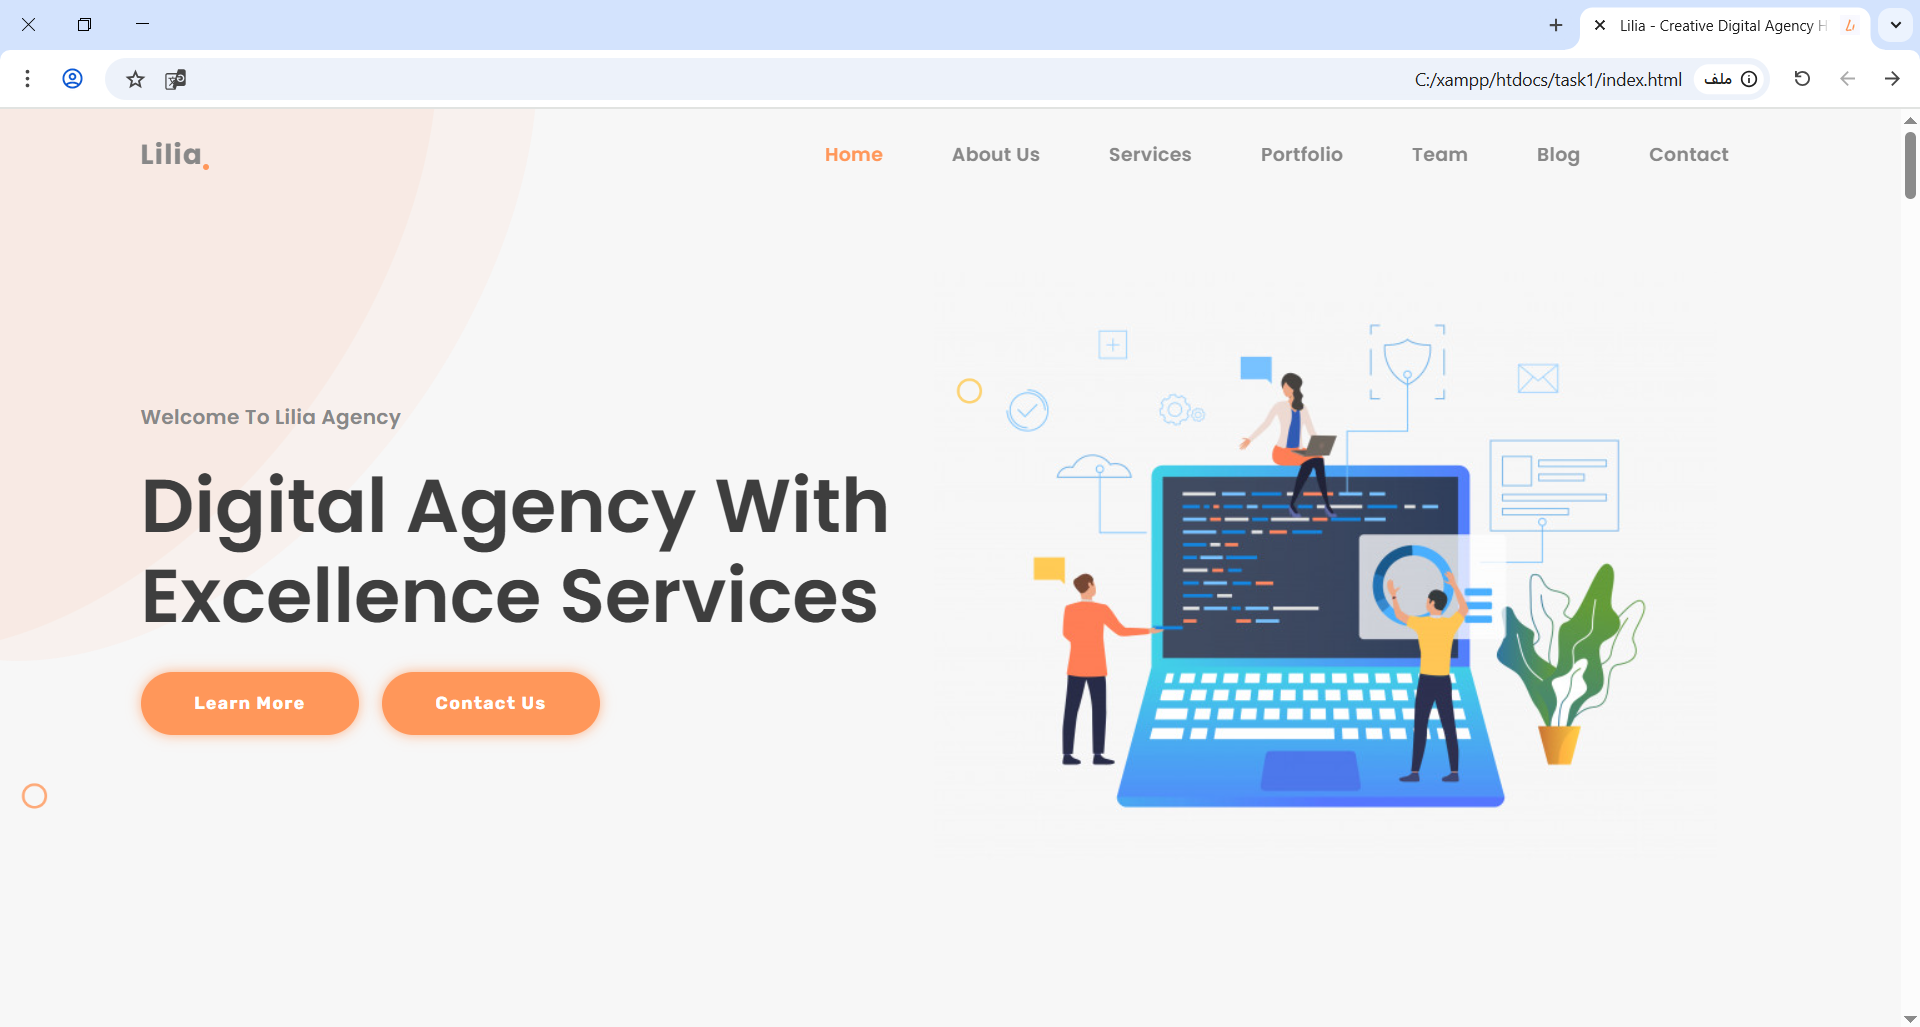 Lilia - Creative Digital Agency H
C:/xampp/htdocs/task1/index.html
ملف
Lilia.
Home
About Us
Services
Portfolio
Team
Blog
Contact
Welcome To Lilia Agency
Digital Agency With
Excellence Services
Learn More
Contact Us